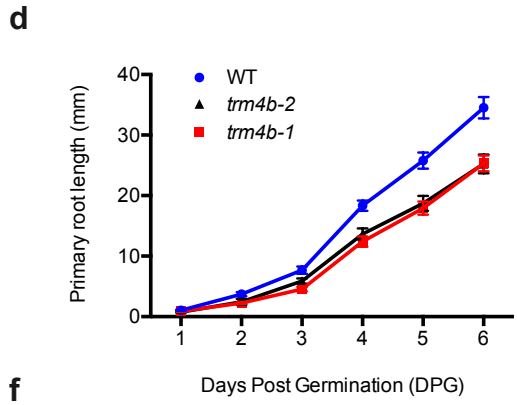 d
Primary root length (mm)
40
30
20
10
0
WT
trm4b-2
trm4b-1
1 2 3 4 5 6
Days Post Germination (DPG)
f